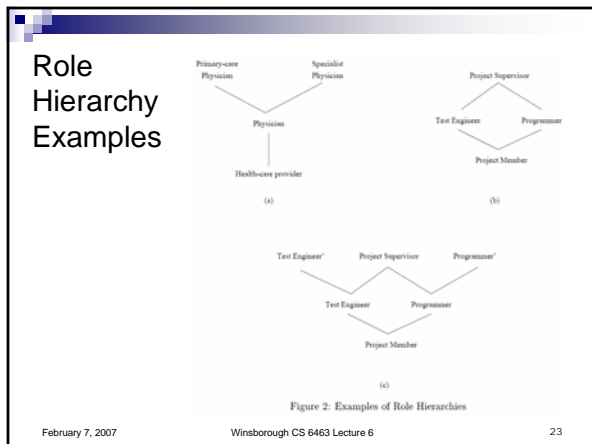 Role
Hierarchy
Examples
Primary-care
Physician
Specialist
Physician
Physician
Health-care provider
(a)
Project Supervisor
Test Engineer Programmer
Project Member
(b)
Test Engineer' Project Supervisor Programmer'
Test Engineer Programmer
Project Member
(c)
Figure 2: Examples of Role Hierarchies
February 7, 2007 Winsborough CS 6463 Lecture 6 23